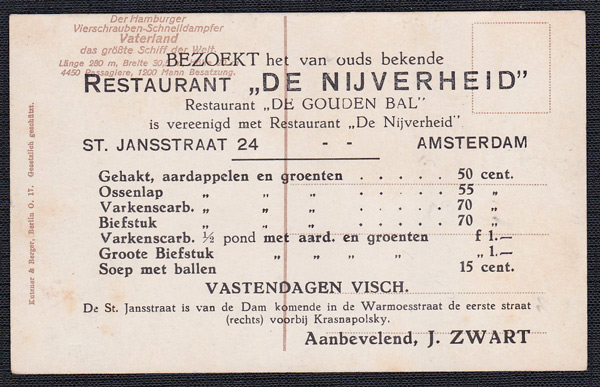 Der Hamburger
Vierschrauben-Schnelldampfer
Vaterland
das größte Schiff der Welt.
Länge 280 m, Breite 30,
4450 Passagiere, 1200 Mann Besatzung.
BEZOEKT het van ouds bekende
RESTAURANT „DE NIJVERHEID”
Restaurant „DE GOUDEN BAL”
is vereenigd met Restaurant „De Nijverheid”
ST. JANSSTRAAT 24 - - AMSTERDAM
Gehakt, aardappelen en groenten . . . . . 50 cent.
Ossenlap „ „ „ . . . . . 55 „
Varkenscarb. „ „ „ . . . . . 70 „
Biefstuk „ „ „ . . . . . 70 „
Varkenscarb. ½ pond met aard. en groenten f 1.—
Groote Biefstuk „ „ „ „ „ 1.—
Soep met ballen 15 cent.
VASTENDAGEN VISCH.
De St. Jansstraat is van de Dam komende in de Warmoesstraat de eerste straat
(rechts) voorbij Krasnapolsky.
Aanbevelend, J. ZWART
& Berger, Berlin O. 17. Gesetzlich geschützt.